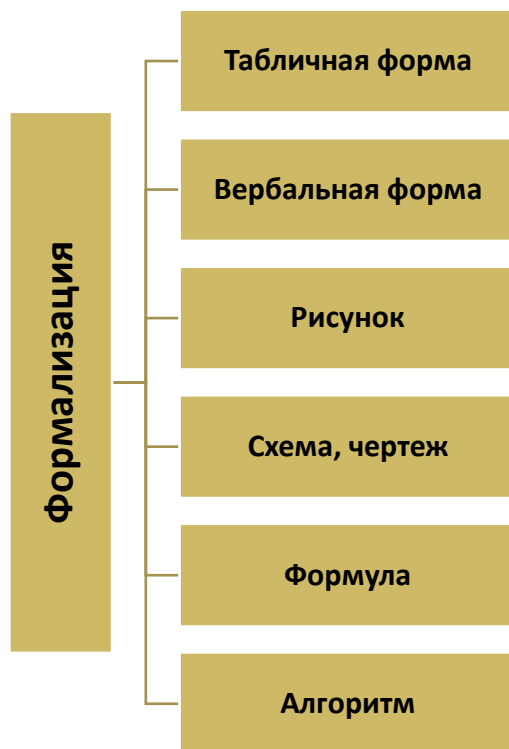 Формализация
Табличная форма
Вербальная форма
Рисунок
Схема, чертеж
Формула
Алгоритм